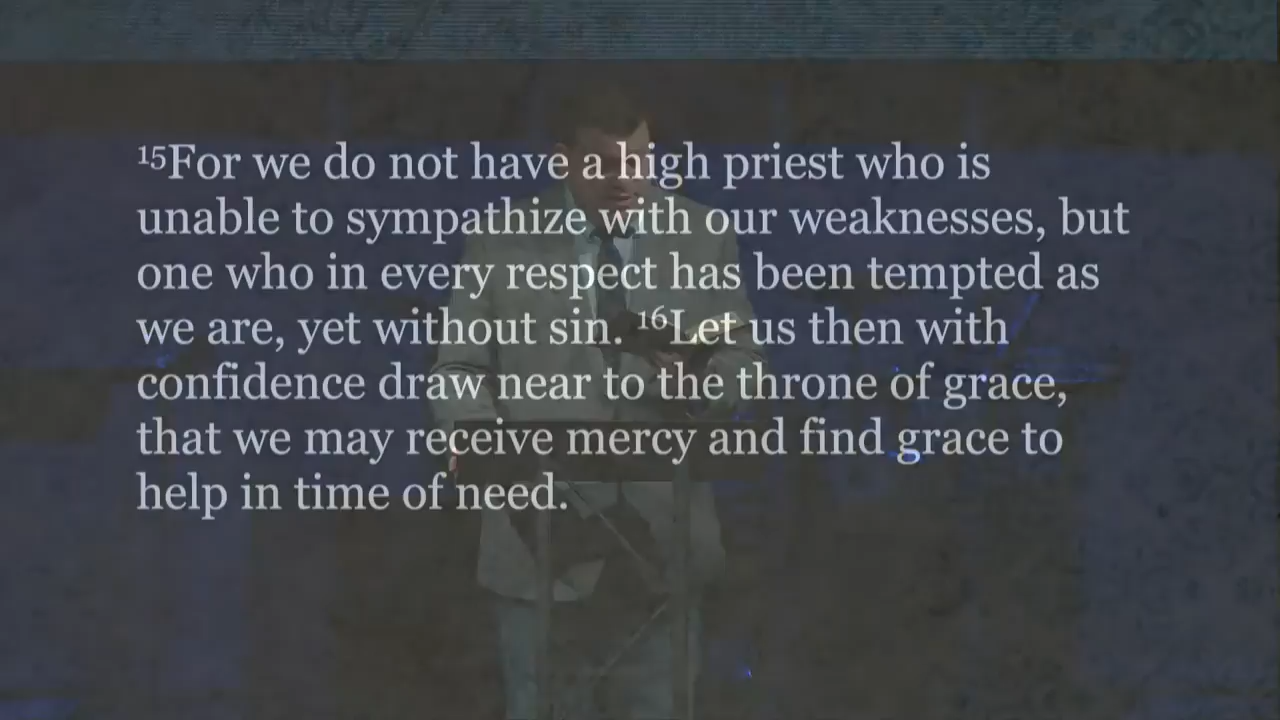 ¹⁵For we do not have a high priest who is
unable to sympathize with our weaknesses, but
one who in every respect has been tempted as
we are, yet without sin. ¹⁶Let us then with
confidence draw near to the throne of grace,
that we may receive mercy and find grace to
help in time of need.